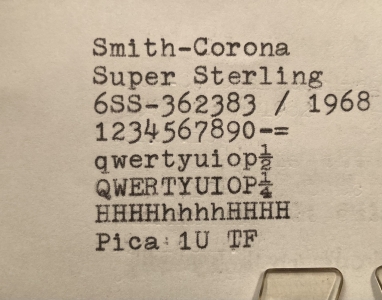 Smith-Corona
Super Sterling
6SS-362383 / 1968
1234567890-=
qwertyuiop½
QWERTYUIOP¼
HHHHhhhhHHHH
Pica 1U TF